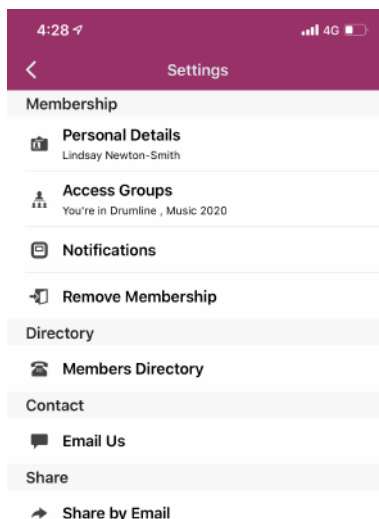 4:28
4G
Settings
Membership
Personal Details
Lindsay Newton-Smith
Access Groups
You're in Drumline , Music 2020
Notifications
Remove Membership
Directory
Members Directory
Contact
Email Us
Share
Share by Email